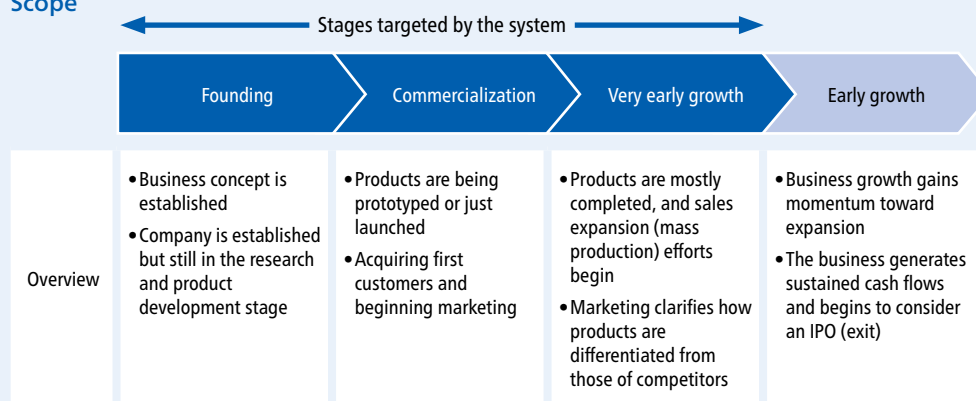 Scope
Stages targeted by the system
Founding
Commercialization
Very early growth
Early growth
Overview
•Business concept is
established
•Company is established
but still in the research
and product
development stage
•Products are being
prototyped or just
launched
•Acquiring first
customers and
beginning marketing
•Products are mostly
completed, and sales
expansion (mass
production) efforts
begin
•Marketing clarifies how
products are
differentiated from
those of competitors
•Business growth gains
momentum toward
expansion
•The business generates
sustained cash flows
and begins to consider
an IPO (exit)